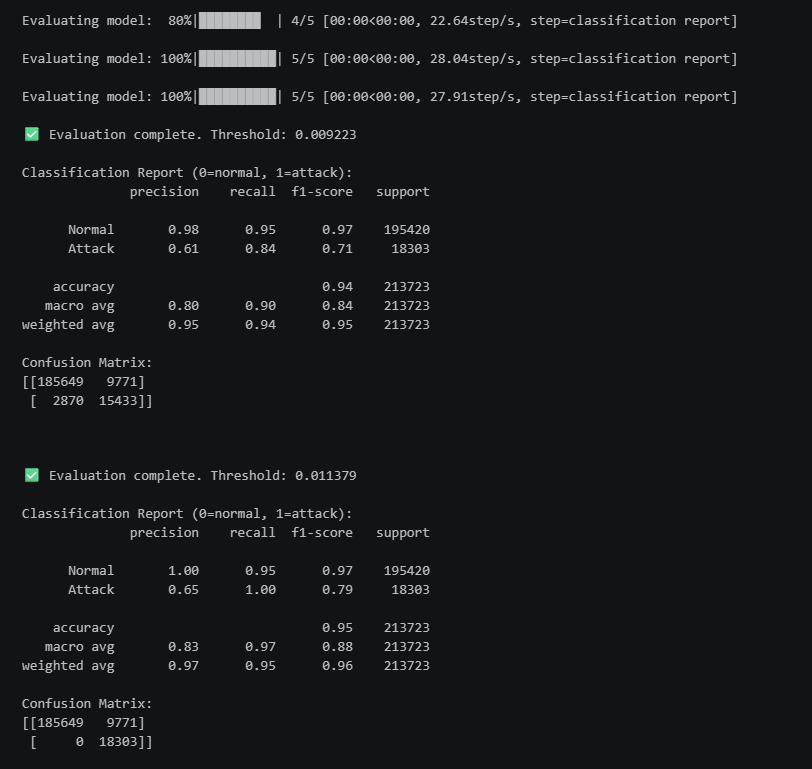 Evaluating model:  80%|████████  | 4/5 [00:00<00:00, 22.64step/s, step=classification report]
Evaluating model: 100%|██████████| 5/5 [00:00<00:00, 28.04step/s, step=classification report]
Evaluating model: 100%|██████████| 5/5 [00:00<00:00, 27.91step/s, step=classification report]
✅ Evaluation complete. Threshold: 0.009223
Classification Report (0=normal, 1=attack):
              precision    recall  f1-score   support
      Normal       0.98      0.95      0.97    195420
      Attack       0.61      0.84      0.71     18303
    accuracy                           0.94    213723
   macro avg       0.80      0.90      0.84    213723
weighted avg       0.95      0.94      0.95    213723
Confusion Matrix:
[[185649   9771]
 [  2870  15433]]
✅ Evaluation complete. Threshold: 0.011379
Classification Report (0=normal, 1=attack):
              precision    recall  f1-score   support
      Normal       1.00      0.95      0.97    195420
      Attack       0.65      1.00      0.79     18303
    accuracy                           0.95    213723
   macro avg       0.83      0.97      0.88    213723
weighted avg       0.97      0.95      0.96    213723
Confusion Matrix:
[[185649   9771]
 [     0  18303]]